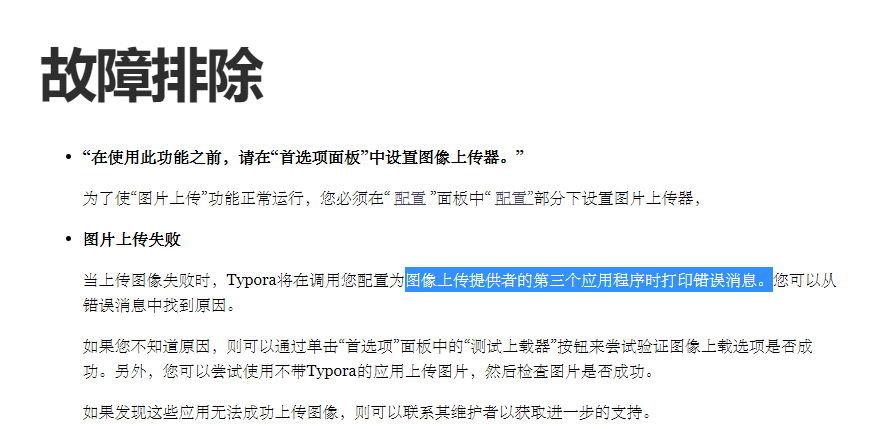 故障排除
“在使用此功能之前，请在“首选项面板”中设置图像上传器。”
为了使“图片上传”功能正常运行，您必须在“ 配置 ”面板中“ 配置”部分下设置图片上传器，
图片上传失败
当上传图像失败时，Typora将在调用您配置为图像上传提供者的第三个应用程序时打印错误消息。您可以从
错误消息中找到原因。
如果您不知道原因，则可以通过单击“首选项”面板中的“测试上载器”按钮来尝试验证图像上载选项是否成
功。另外，您可以尝试使用不带Typora的应用上传图片，然后检查图片是否成功。
如果发现这些应用无法成功上传图像，则可以联系其维护者以获取进一步的支持。